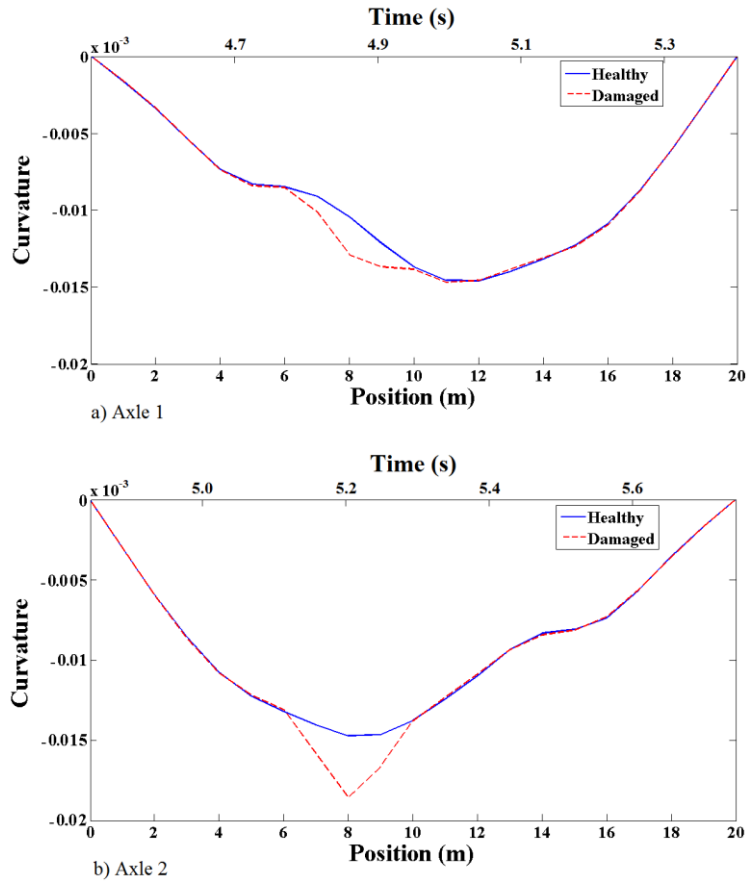 Time (s)
x 10⁻³
4.7 4.9 5.1 5.3
Healthy
Damaged
0
-0.005
-0.01
-0.015
-0.02
Curvature
0 2 4 6 8 10 12 14 16 18 20
Position (m)
a) Axle 1
Time (s)
x 10⁻³
5.0 5.2 5.4 5.6
Healthy
Damaged
0
-0.005
-0.01
-0.015
-0.02
Curvature
0 2 4 6 8 10 12 14 16 18 20
Position (m)
b) Axle 2